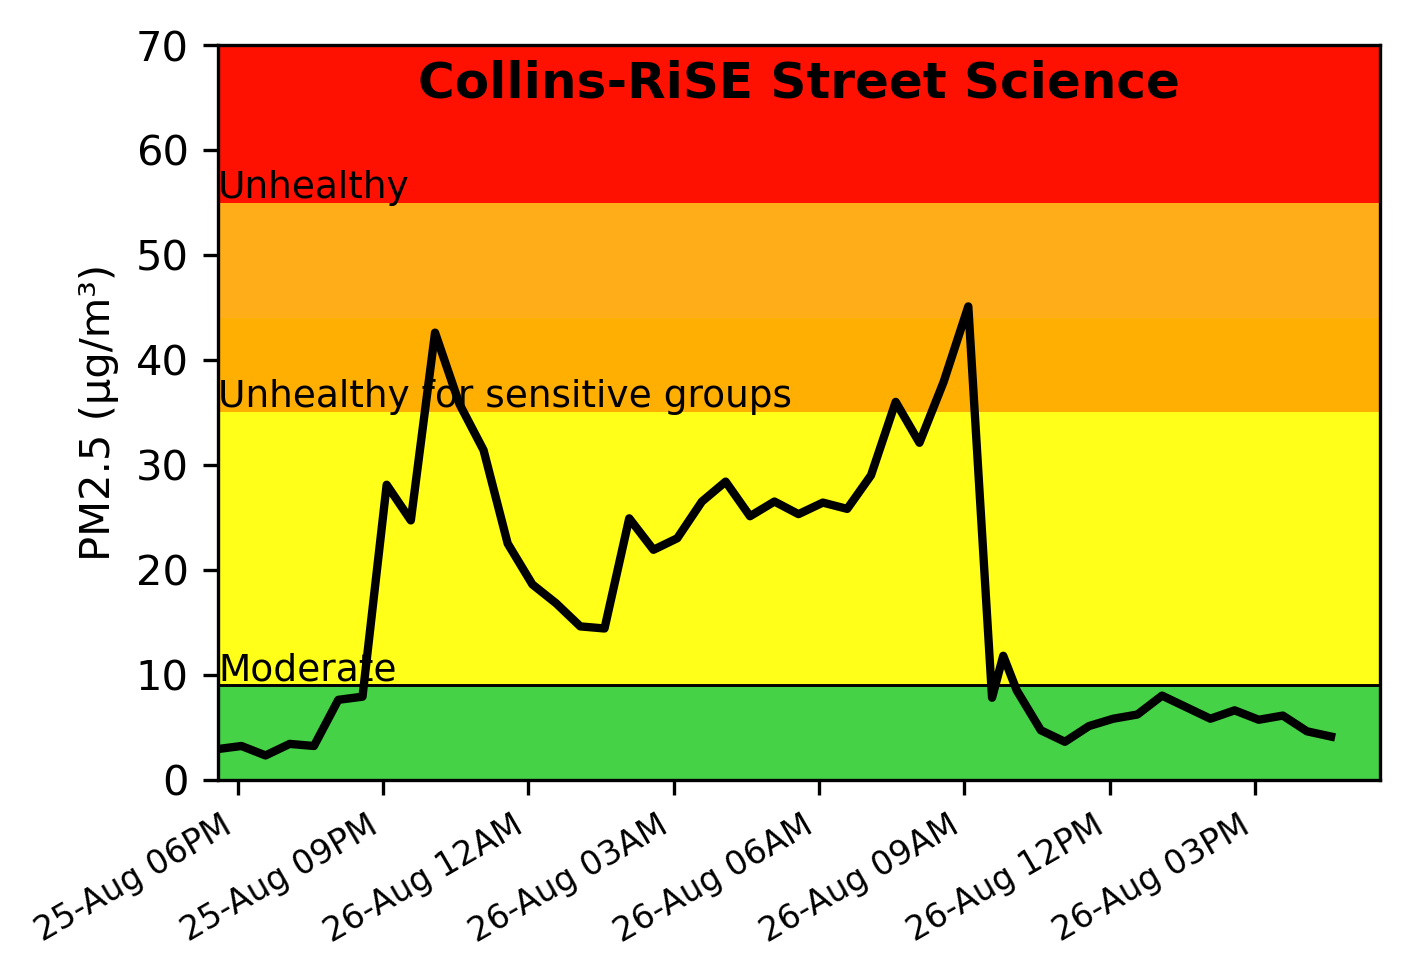 Collins-RiSE Street Science
70
60
Unhealthy
50
40
Unhealthy for sensitive groups
30
20
10
Moderate
0
PM2.5 (µg/m³)
25-Aug 06PM
25-Aug 09PM
26-Aug 12AM
26-Aug 03AM
26-Aug 06AM
26-Aug 09AM
26-Aug 12PM
26-Aug 03PM